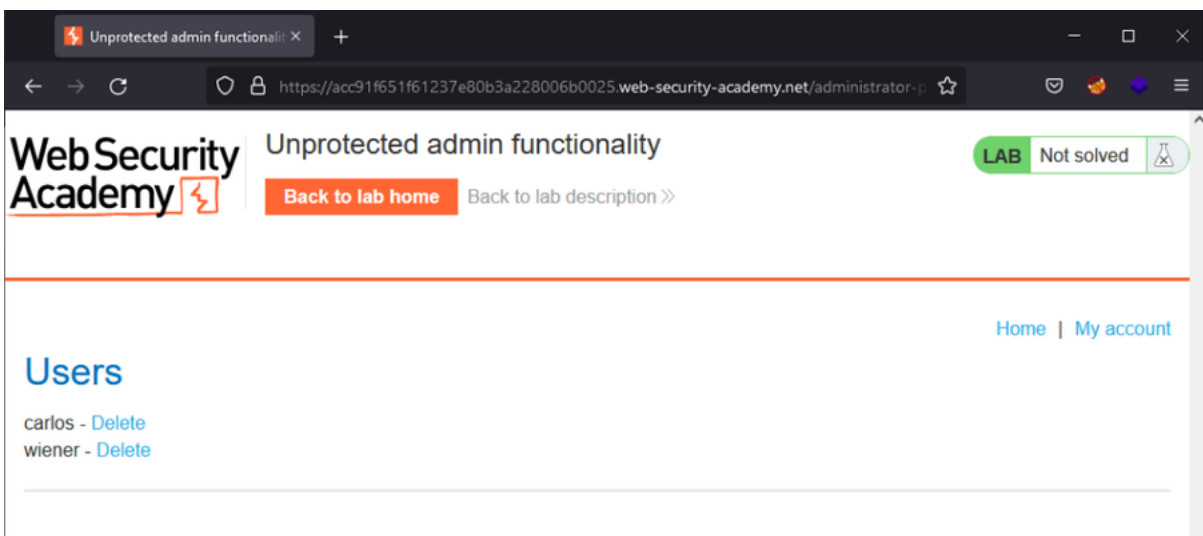 Unprotected admin functionalit
https://acc91f651f61237e80b3a228006b0025.web-security-academy.net/administrator-p
Web Security
Academy
Unprotected admin functionality
Back to lab home Back to lab description
LAB Not solved
Home | My account
Users
carlos - Delete
wiener - Delete